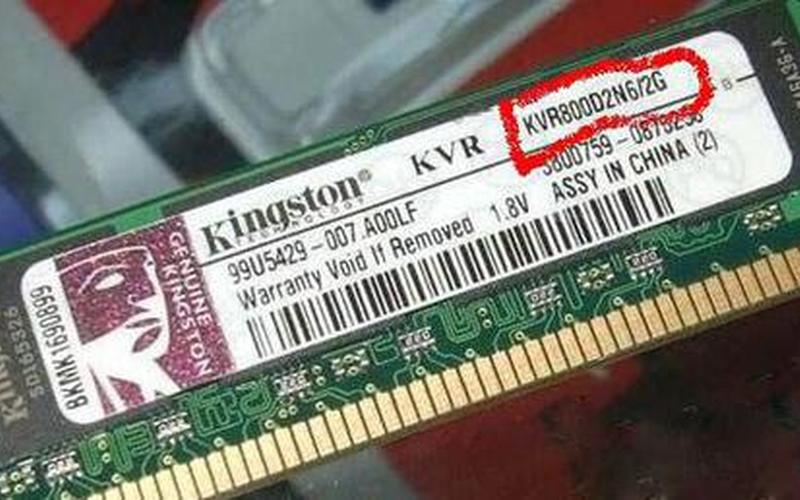 KVR800D2N6/2G
Kingston® KVR
TECHNOLOGY
99U5429-007.A00LF
Warranty Void If Removed 1.8V ASSY IN CHINA (2)
GENUINE
KINGSTON
BKMK1690899